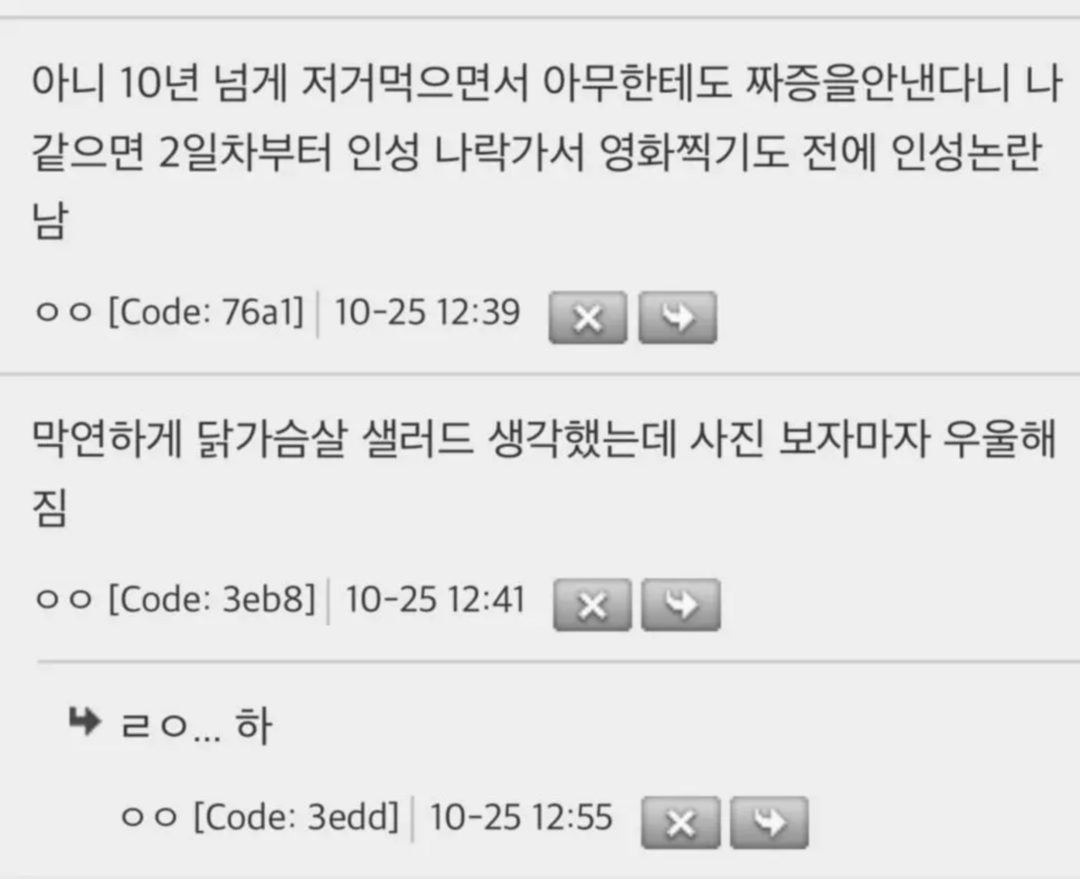 아니 10년 넘게 저거먹으면서 아무한테도 짜증을안낸다니 나
같으면 2일차부터 인성 나락가서 영화찍기도 전에 인성논란
남
ㅇㅇ [Code: 76a1] 10-25 12:39
막연하게 닭가슴살 샐러드 생각했는데 사진 보자마자 우울해
짐
ㅇㅇ [Code: 3eb8] 10-25 12:41
ㄹㅇ... 하
ㅇㅇ [Code: 3edd] 10-25 12:55